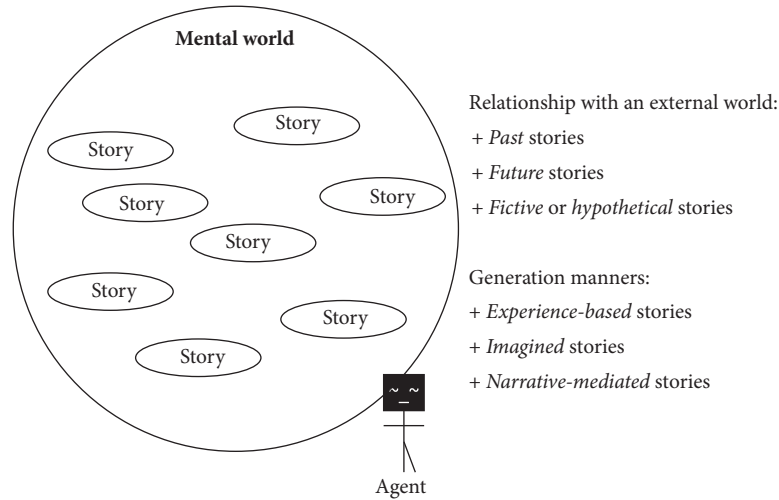 Mental world
Story
Story
Story
Story
Story
Story
Story
Story
Relationship with an external world:
+ Past stories
+ Future stories
+ Fictive or hypothetical stories
Generation manners:
+ Experience-based stories
+ Imagined stories
+ Narrative-mediated stories
Agent